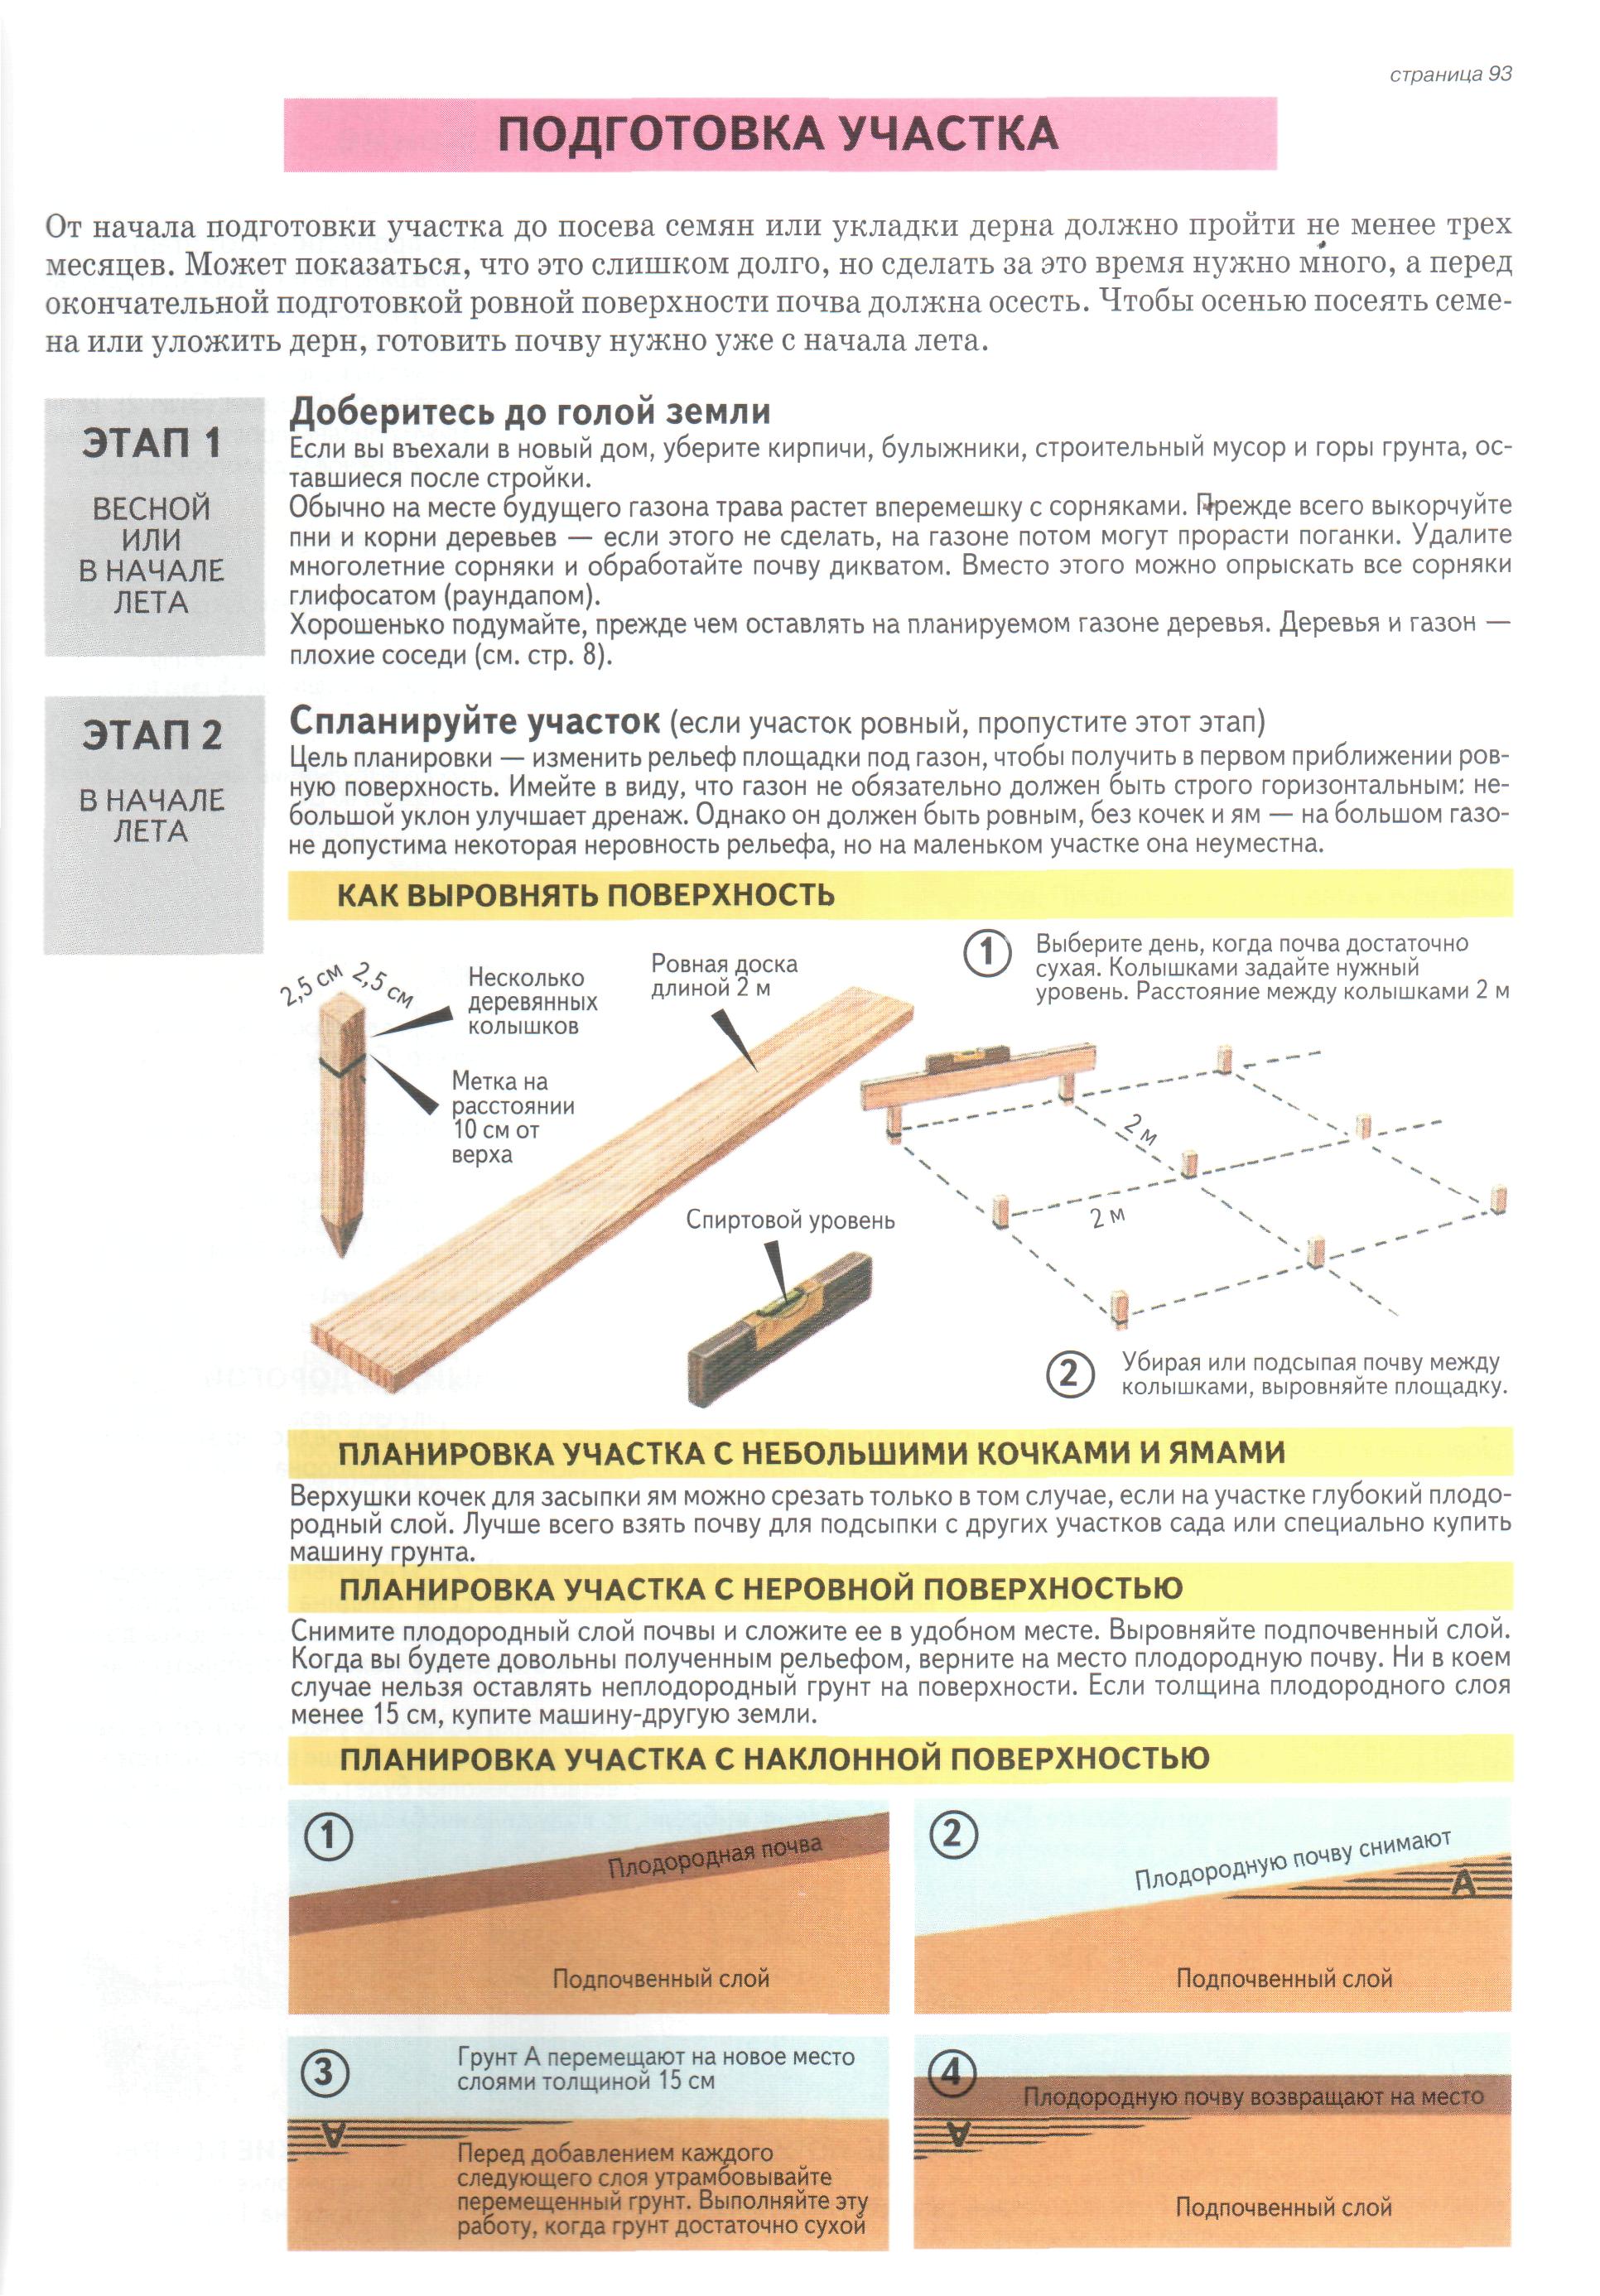 страница 93
ПОДГОТОВКА УЧАСТКА
От начала подготовки участка до посева семян или укладки дерна должно пройти не менее трех
месяцев. Может показаться, что это слишком долго, но сделать за это время нужно много, а перед
окончательной подготовкой ровной поверхности почва должна осесть. Чтобы осенью посеять семе-
на или уложить дерн, готовить почву нужно уже с начала лета.
ЭТАП 1
ВЕСНОЙ
ИЛИ
В НАЧАЛЕ
ЛЕТА
Доберитесь до голой земли
Если вы въехали в новый дом, уберите кирпичи, булыжники, строительный мусор и горы грунта, ос-
тавшиеся после стройки.
Обычно на месте будущего газона трава растет вперемешку с сорняками. Прежде всего выкорчуйте
пни и корни деревьев — если этого не сделать, на газоне потом могут прорасти поганки. Удалите
многолетние сорняки и обработайте почву дикватом. Вместо этого можно опрыскать все сорняки
глифосатом (раундапом).
Хорошенько подумайте, прежде чем оставлять на планируемом газоне деревья. Деревья и газон —
плохие соседи (см. стр. 8).
ЭТАП 2
В НАЧАЛЕ
ЛЕТА
Спланируйте участок (если участок ровный, пропустите этот этап)
Цель планировки — изменить рельеф площадки под газон, чтобы получить в первом приближении ров-
ную поверхность. Имейте в виду, что газон не обязательно должен быть строго горизонтальным: не-
большой уклон улучшает дренаж. Однако он должен быть ровным, без кочек и ям — на большом газо-
не допустима некоторая неровность рельефа, но на маленьком участке она неуместна.
КАК ВЫРОВНЯТЬ ПОВЕРХНОСТЬ
2,5 см 2,5 см
Несколько
деревянных
колышков
Метка на
расстоянии
10 см от
верха
Ровная доска
длиной 2 м
Спиртовой уровень
1
Выберите день, когда почва достаточно
сухая. Колышками задайте нужный
уровень. Расстояние между колышками 2 м
2 м
2 м
2
Убирая или подсыпая почву между
колышками, выровняйте площадку.
ПЛАНИРОВКА УЧАСТКА С НЕБОЛЬШИМИ КОЧКАМИ И ЯМАМИ
Верхушки кочек для засыпки ям можно срезать только в том случае, если на участке глубокий плодо-
родный слой. Лучше всего взять почву для подсыпки с других участков сада или специально купить
машину грунта.
ПЛАНИРОВКА УЧАСТКА С НЕРОВНОЙ ПОВЕРХНОСТЬЮ
Снимите плодородный слой почвы и сложите ее в удобном месте. Выровняйте подпочвенный слой.
Когда вы будете довольны полученным рельефом, верните на место плодородную почву. Ни в коем
случае нельзя оставлять неплодородный грунт на поверхности. Если толщина плодородного слоя
менее 15 см, купите машину-другую земли.
ПЛАНИРОВКА УЧАСТКА С НАКЛОННОЙ ПОВЕРХНОСТЬЮ
1
Плодородная почва
Подпочвенный слой
2
Плодородную почву снимают
А
Подпочвенный слой
3
Грунт А перемещают на новое место
слоями толщиной 15 см
А
Перед добавлением каждого
следующего слоя утрамбовывайте
перемещенный грунт. Выполняйте эту
работу, когда грунт достаточно сухой
4
Плодородную почву возвращают на место
А
Подпочвенный слой